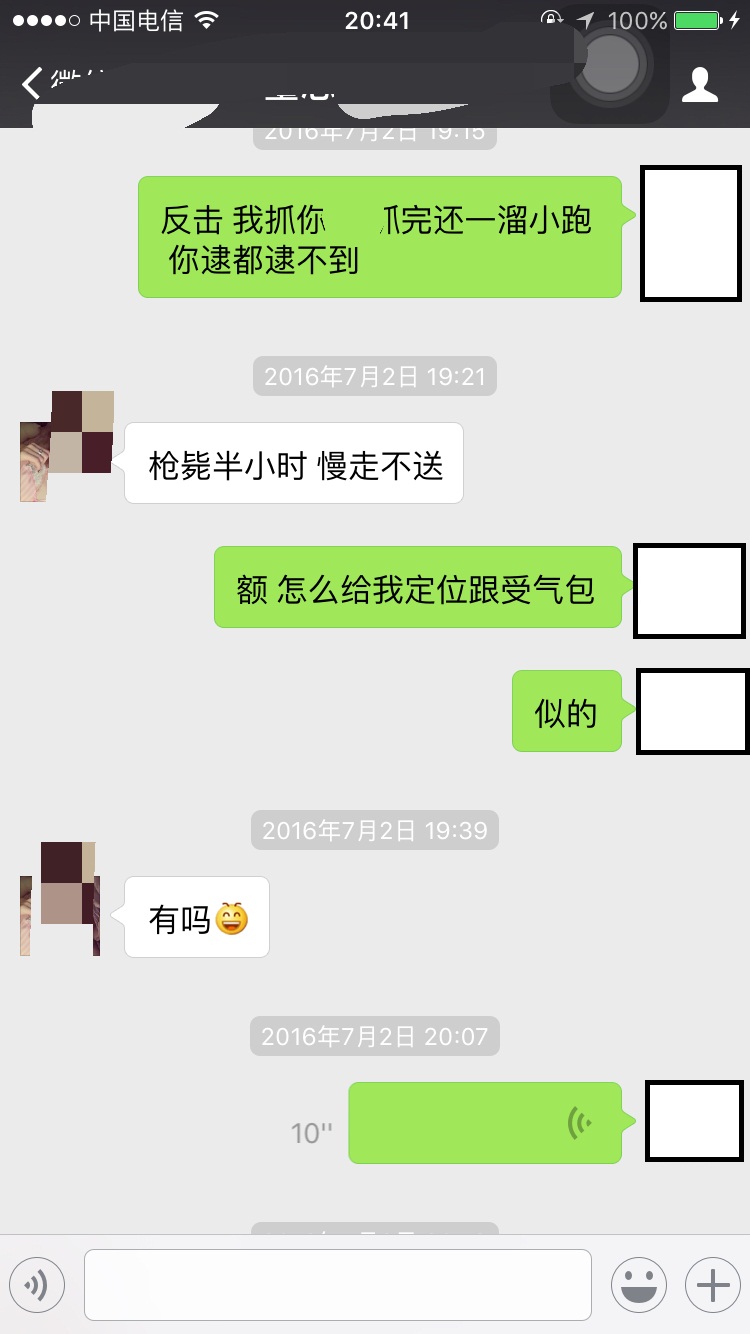 中国电信 20:41 100%
2016年7月2日 19:15
反击 我抓你 抓完还一溜小跑
你逮都逮不到
2016年7月2日 19:21
枪毙半小时 慢走不送
额 怎么给我定位跟受气包
似的
2016年7月2日 19:39
有吗
2016年7月2日 20:07
10''